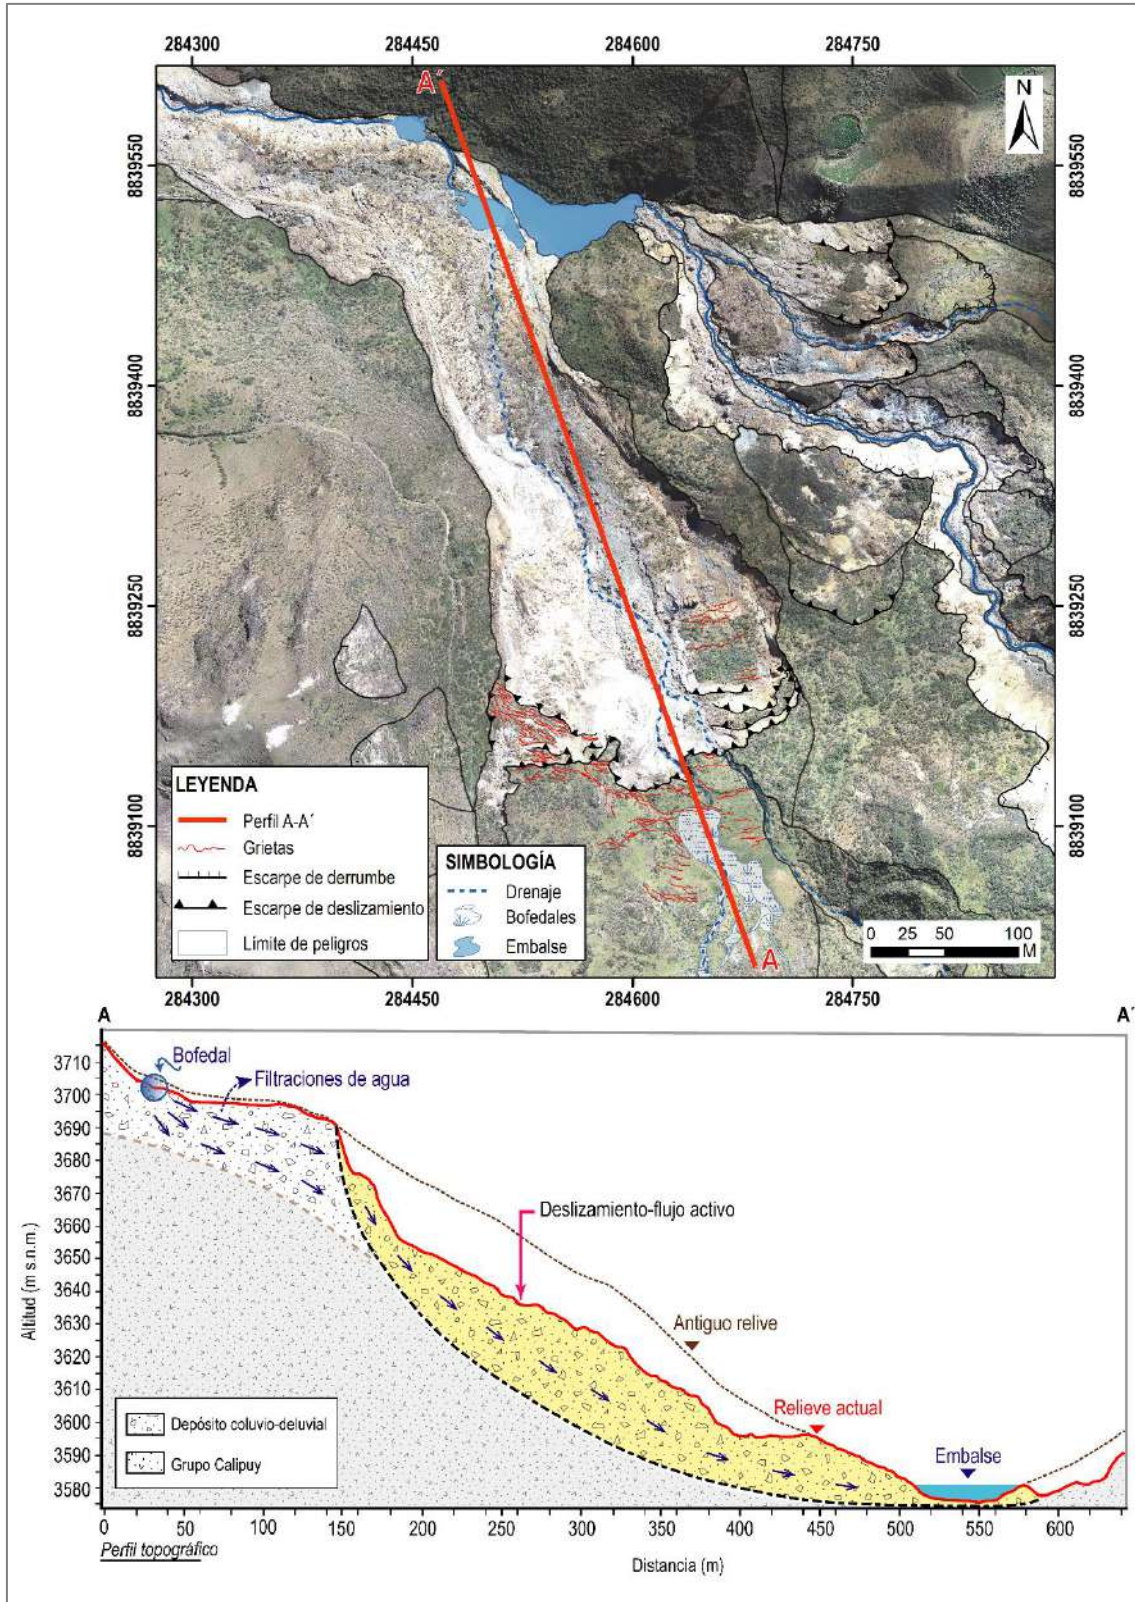 284300 284450 284600 284750
A´
N
8839550 8839550
8839400 8839400
8839250 8839250
8839100 8839100
LEYENDA
Perfil A-A´
Grietas
Escarpe de derrumbe
Escarpe de deslizamiento
Límite de peligros
SIMBOLOGÍA
Drenaje
Bofedales
Embalse
A
0 25 50 100
M
284300 284450 284600 284750
A A´
3710
3700
3690
3680
3670
3660
3650
3640
3630
3620
3610
3600
3590
3580
Altitud (m s.n.m.)
Bofedal
Filtraciones de agua
Deslizamiento-flujo activo
Antiguo relive
Relieve actual
Embalse
Depósito coluvio-deluvial
Grupo Calipuy
0 50 100 150 200 250 300 350 400 450 500 550 600
Perfil topográfico
Distancia (m)